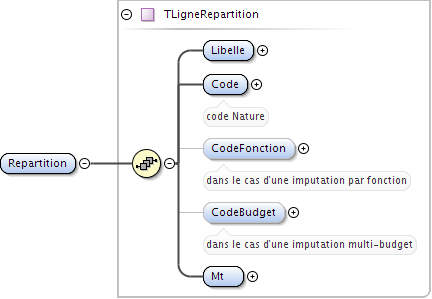 TLigneRepartition
Libelle
Code
code Nature
Repartition
CodeFonction
dans le cas d'une imputation par fonction
CodeBudget
dans le cas d'une imputation multi-budget
Mt